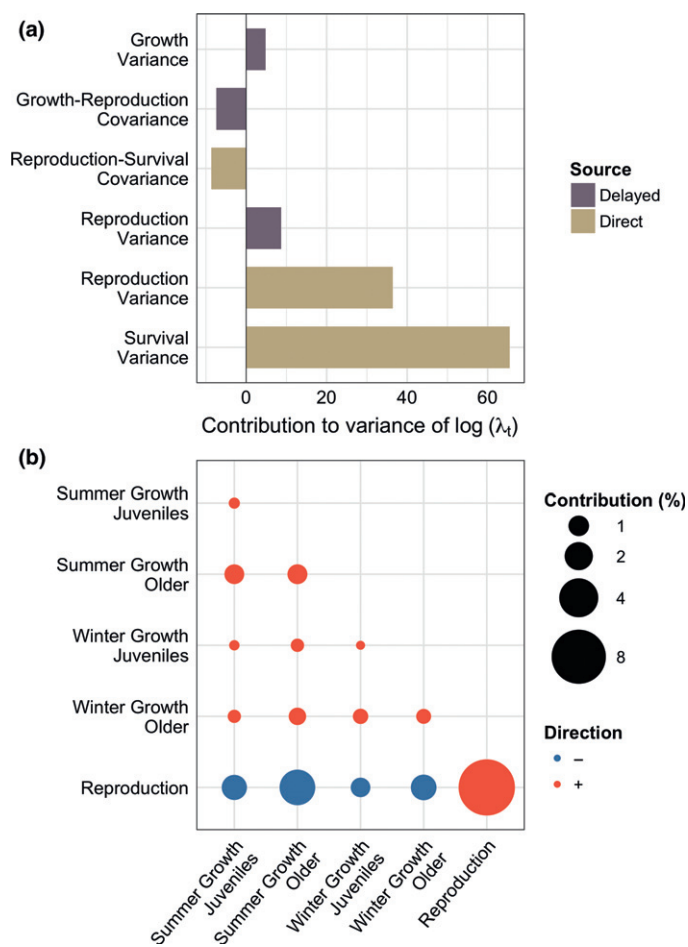 (a)
Growth
Variance
Growth-Reproduction
Covariance
Reproduction-Survival
Covariance
Reproduction
Variance
Reproduction
Variance
Survival
Variance
0
20
40
60
Contribution to variance of log (λt)
Source
Delayed
Direct
(b)
Summer Growth
Juveniles
Summer Growth
Older
Winter Growth
Juveniles
Winter Growth
Older
Reproduction
Summer Growth
Juveniles
Summer Growth
Older
Winter Growth
Juveniles
Winter Growth
Older
Reproduction
Contribution (%)
1
2
4
8
Direction
–
+